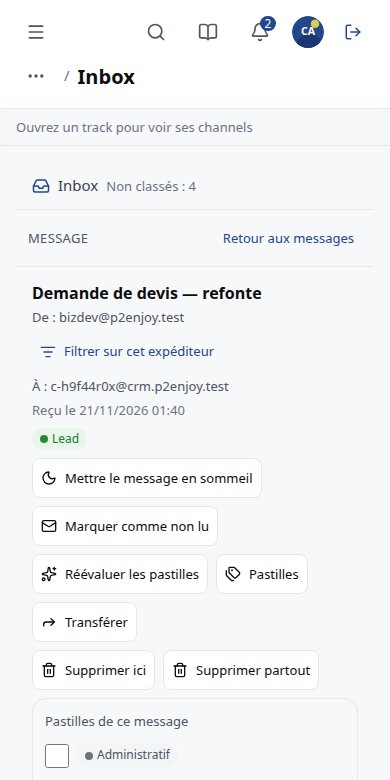 2
CA
/ Inbox
Ouvrez un track pour voir ses channels
Inbox Non classés : 4
MESSAGE Retour aux messages
Demande de devis — refonte
De : bizdev@p2enjoy.test
Filtrer sur cet expéditeur
À : c-h9f44r0x@crm.p2enjoy.test
Reçu le 21/11/2026 01:40
Lead
Mettre le message en sommeil
Marquer comme non lu
Réévaluer les pastilles Pastilles
Transférer
Supprimer ici Supprimer partout
Pastilles de ce message
Administratif